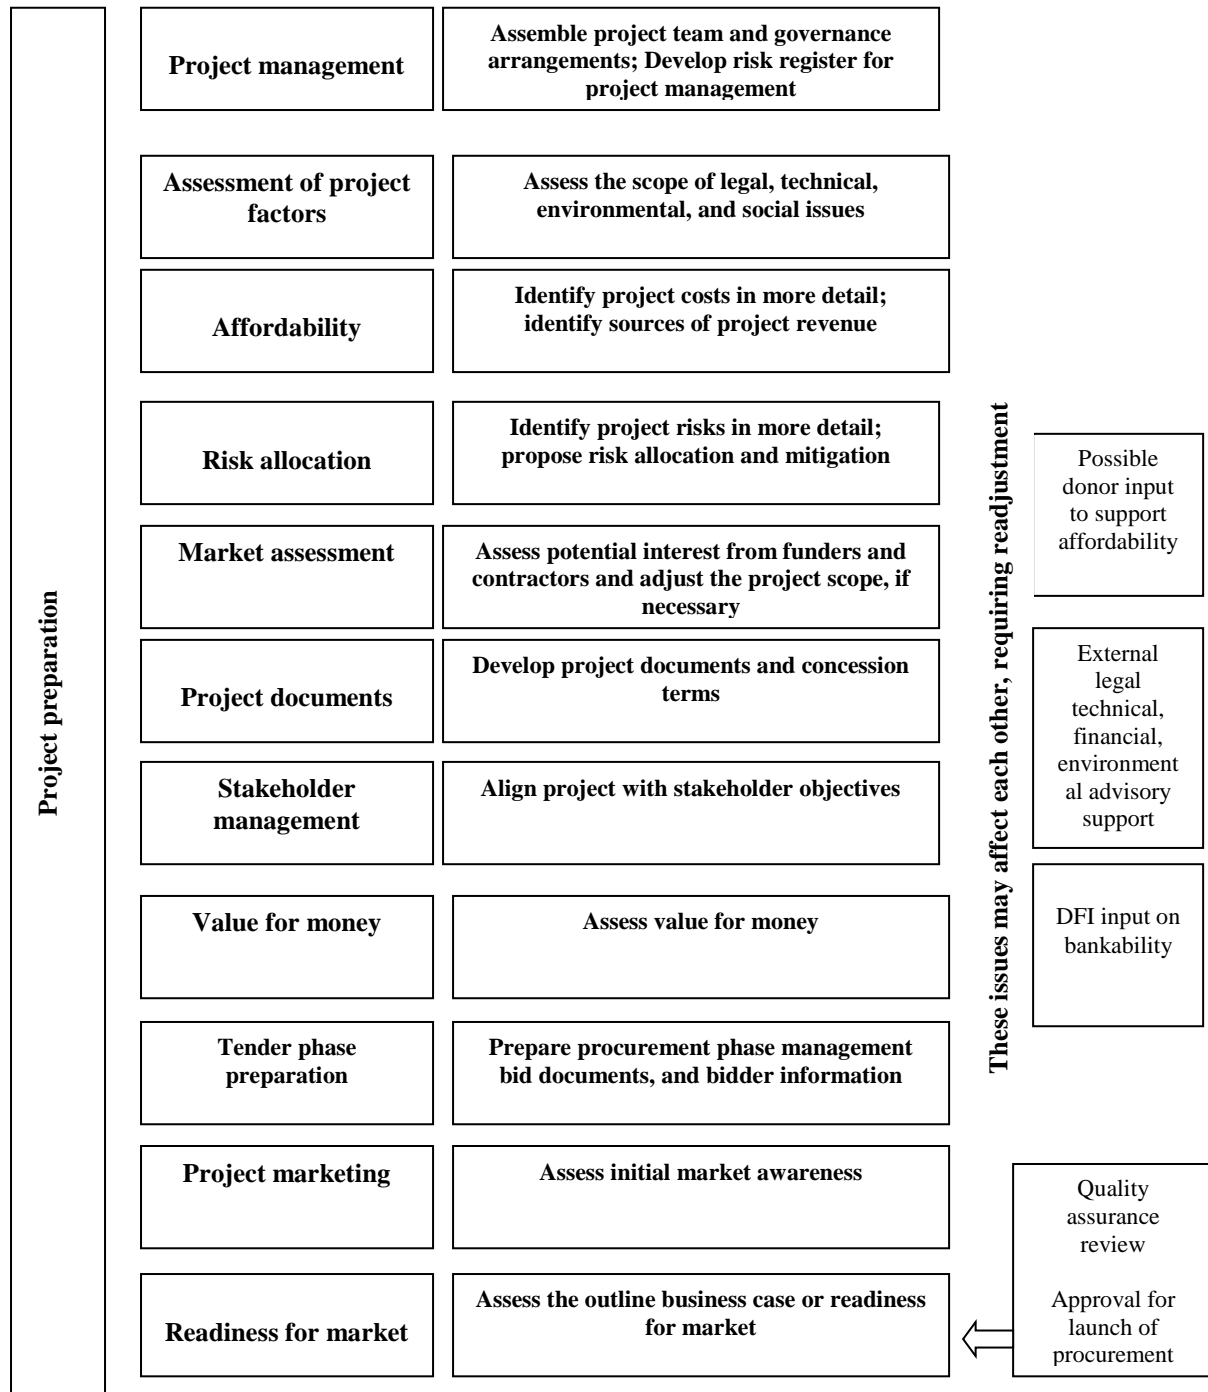 Project preparation
Project management
Assemble project team and governance
arrangements; Develop risk register for
project management
Assessment of project
factors
Assess the scope of legal, technical,
environmental, and social issues
Affordability
Identify project costs in more detail;
identify sources of project revenue
Risk allocation
Identify project risks in more detail;
propose risk allocation and mitigation
Market assessment
Assess potential interest from funders and
contractors and adjust the project scope, if
necessary
Project documents
Develop project documents and concession
terms
Stakeholder
management
Align project with stakeholder objectives
Value for money
Assess value for money
Tender phase
preparation
Prepare procurement phase management
bid documents, and bidder information
Project marketing
Assess initial market awareness
Readiness for market
Assess the outline business case or readiness
for market
These issues may affect each other, requiring readjustment
Possible
donor input
to support
affordability
External
legal
technical,
financial,
environment
al advisory
support
DFI input on
bankability
Quality
assurance
review
Approval for
launch of
procurement